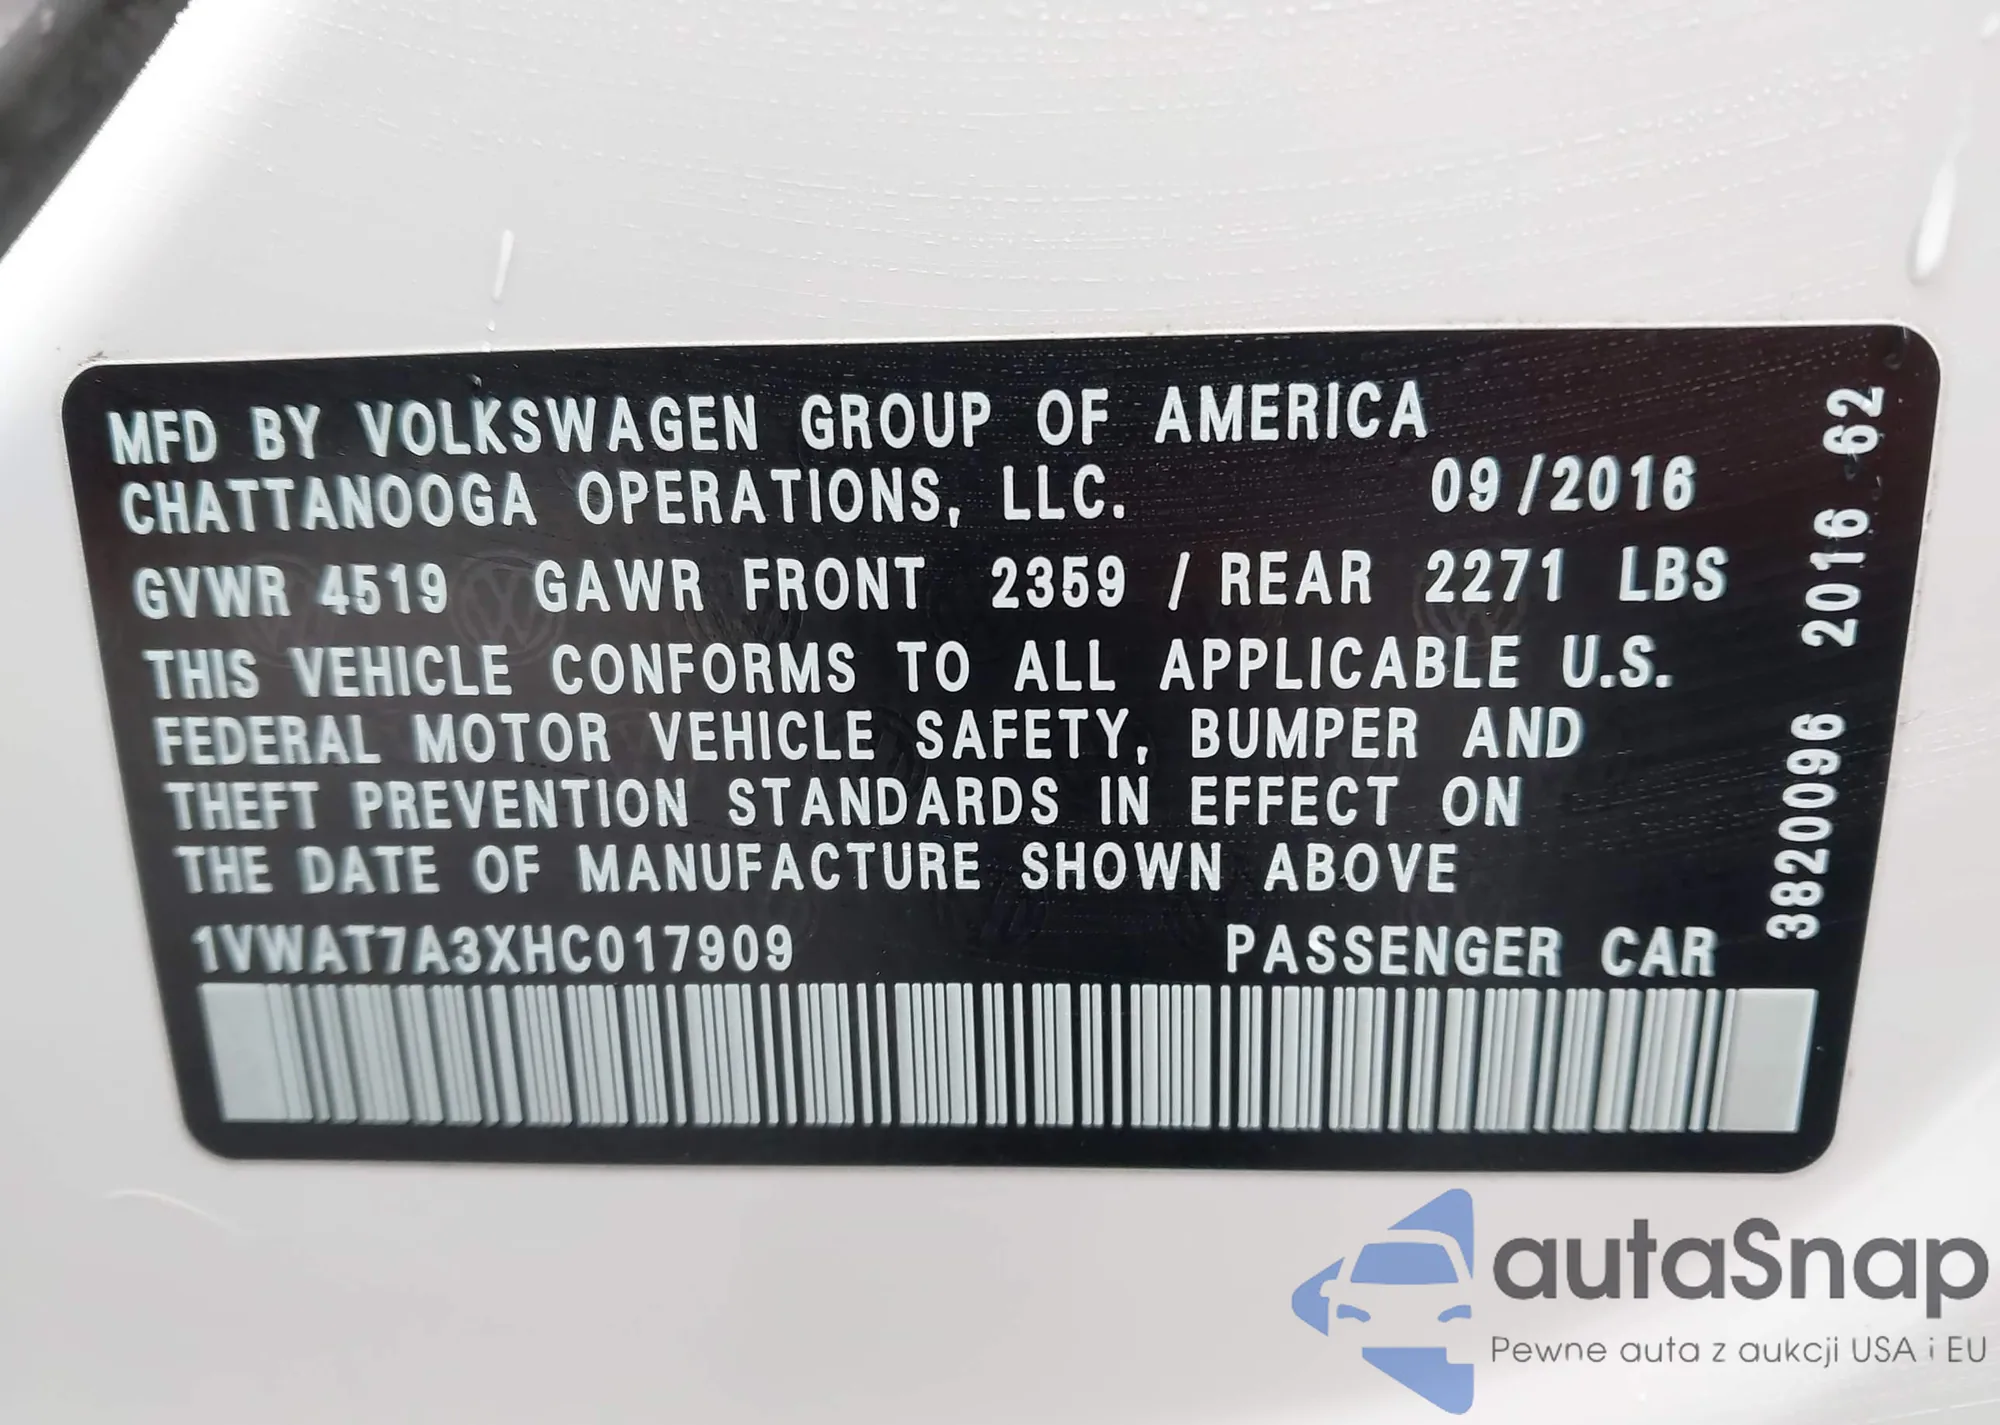 MFD BY VOLKSWAGEN GROUP OF AMERICA
CHATTANOOGA OPERATIONS, LLC. 09/2016
GVWR 4519 GAWR FRONT 2359 / REAR 2271 LBS
THIS VEHICLE CONFORMS TO ALL APPLICABLE U.S.
FEDERAL MOTOR VEHICLE SAFETY, BUMPER AND
THEFT PREVENTION STANDARDS IN EFFECT ON
THE DATE OF MANUFACTURE SHOWN ABOVE
1VWAT7A3XHC017909 PASSENGER CAR
3820096 2016 62
autaSnap
Pewne auta z aukcji USA i EU